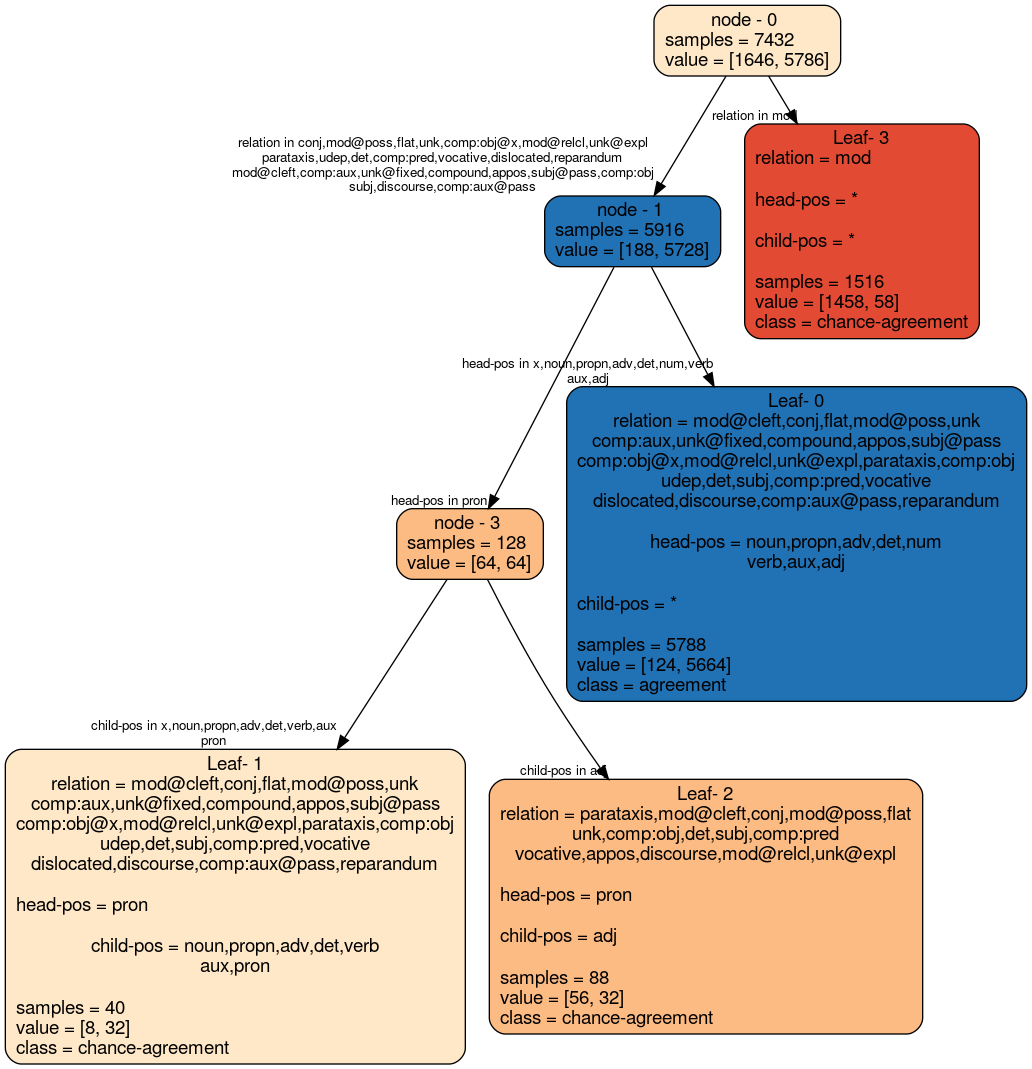 node - 0
samples = 7432
value = [1646, 5786]
relation in mod
Leaf- 3
relation = mod
head-pos = *
child-pos = *
samples = 1516
value = [1458, 58]
class = chance-agreement
relation in conj,mod@poss,flat,unk,comp:obj@x,mod@relcl,unk@expl
parataxis,udep,det,comp:pred,vocative,dislocated,reparandum
mod@cleft,comp:aux,unk@fixed,compound,appos,subj@pass,comp:obj
subj,discourse,comp:aux@pass
node - 1
samples = 5916
value = [188, 5728]
head-pos in x,noun,propn,adv,det,num,verb
aux,adj
Leaf- 0
relation = mod@cleft,conj,flat,mod@poss,unk
comp:aux,unk@fixed,compound,appos,subj@pass
comp:obj@x,mod@relcl,unk@expl,parataxis,comp:obj
udep,det,subj,comp:pred,vocative
dislocated,discourse,comp:aux@pass,reparandum
head-pos = noun,propn,adv,det,num
verb,aux,adj
child-pos = *
samples = 5788
value = [124, 5664]
class = agreement
head-pos in pron
node - 3
samples = 128
value = [64, 64]
child-pos in x,noun,propn,adv,det,verb,aux
pron
Leaf- 1
relation = mod@cleft,conj,flat,mod@poss,unk
comp:aux,unk@fixed,compound,appos,subj@pass
comp:obj@x,mod@relcl,unk@expl,parataxis,comp:obj
udep,det,subj,comp:pred,vocative
dislocated,discourse,comp:aux@pass,reparandum
head-pos = pron
child-pos = noun,propn,adv,det,verb
aux,pron
samples = 40
value = [8, 32]
class = chance-agreement
child-pos in adj
Leaf- 2
relation = parataxis,mod@cleft,conj,mod@poss,flat
unk,comp:obj,det,subj,comp:pred
vocative,appos,discourse,mod@relcl,unk@expl
head-pos = pron
child-pos = adj
samples = 88
value = [56, 32]
class = chance-agreement